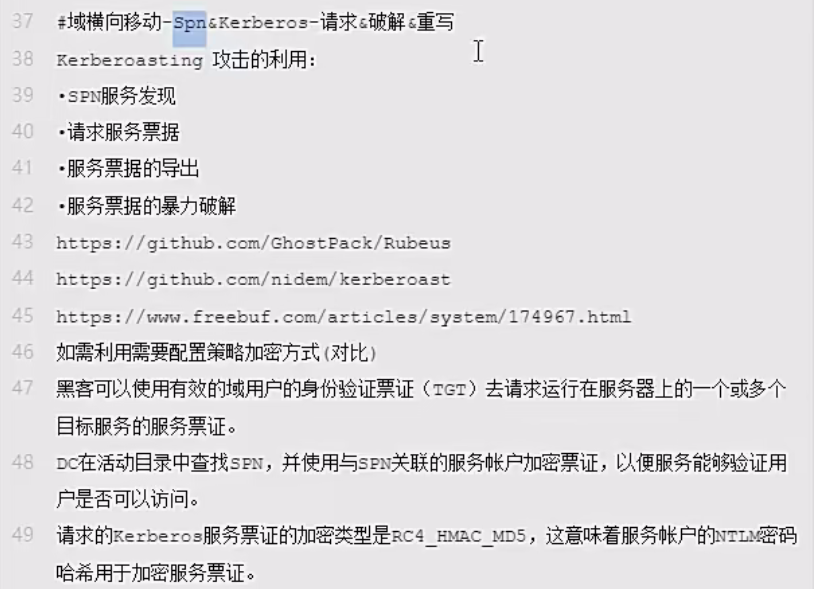 37 #域横向移动-Spn&Kerberos-请求&破解&重写
38 Kerberoasting 攻击的利用:
39 •SPN服务发现
40 •请求服务票据
41 •服务票据的导出
42 •服务票据的暴力破解
43 https://github.com/GhostPack/Rubeus
44 https://github.com/nidem/kerberoast
45 https://www.freebuf.com/articles/system/174967.html
46 如需利用需要配置策略加密方式(对比)
47 黑客可以使用有效的域用户的身份验证票证（TGT）去请求运行在服务器上的一个或多个
目标服务的服务票证。
48 DC在活动目录中查找SPN，并使用与SPN关联的服务帐户加密票证，以便服务能够验证用
户是否可以访问。
49 请求的Kerberos服务票证的加密类型是RC4_HMAC_MD5，这意味着服务帐户的NTLM密码
哈希用于加密服务票证。